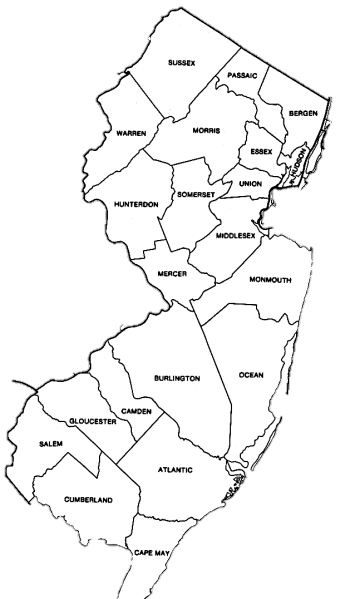 SUSSEX
PASSAIC
BERGEN
WARREN
MORRIS
ESSEX
HUDSON
UNION
SOMERSET
HUNTERDON
MIDDLESEX
MERCER
MONMOUTH
OCEAN
BURLINGTON
CAMDEN
GLOUCESTER
SALEM
ATLANTIC
CUMBERLAND
CAPE MAY